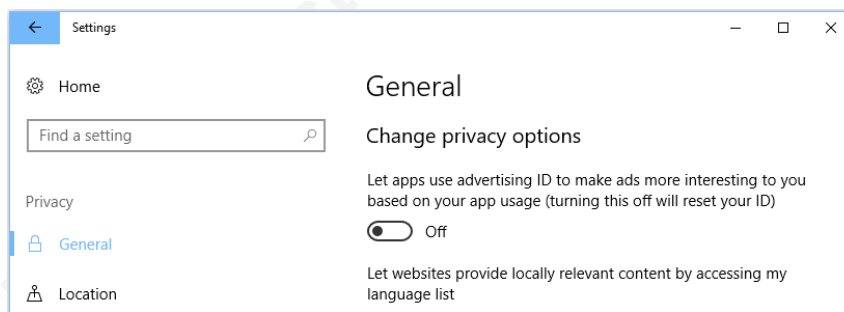 Settings
Home
Find a setting
Privacy
General
Location
General
Change privacy options
Let apps use advertising ID to make ads more interesting to you
based on your app usage (turning this off will reset your ID)
Off
Let websites provide locally relevant content by accessing my
language list